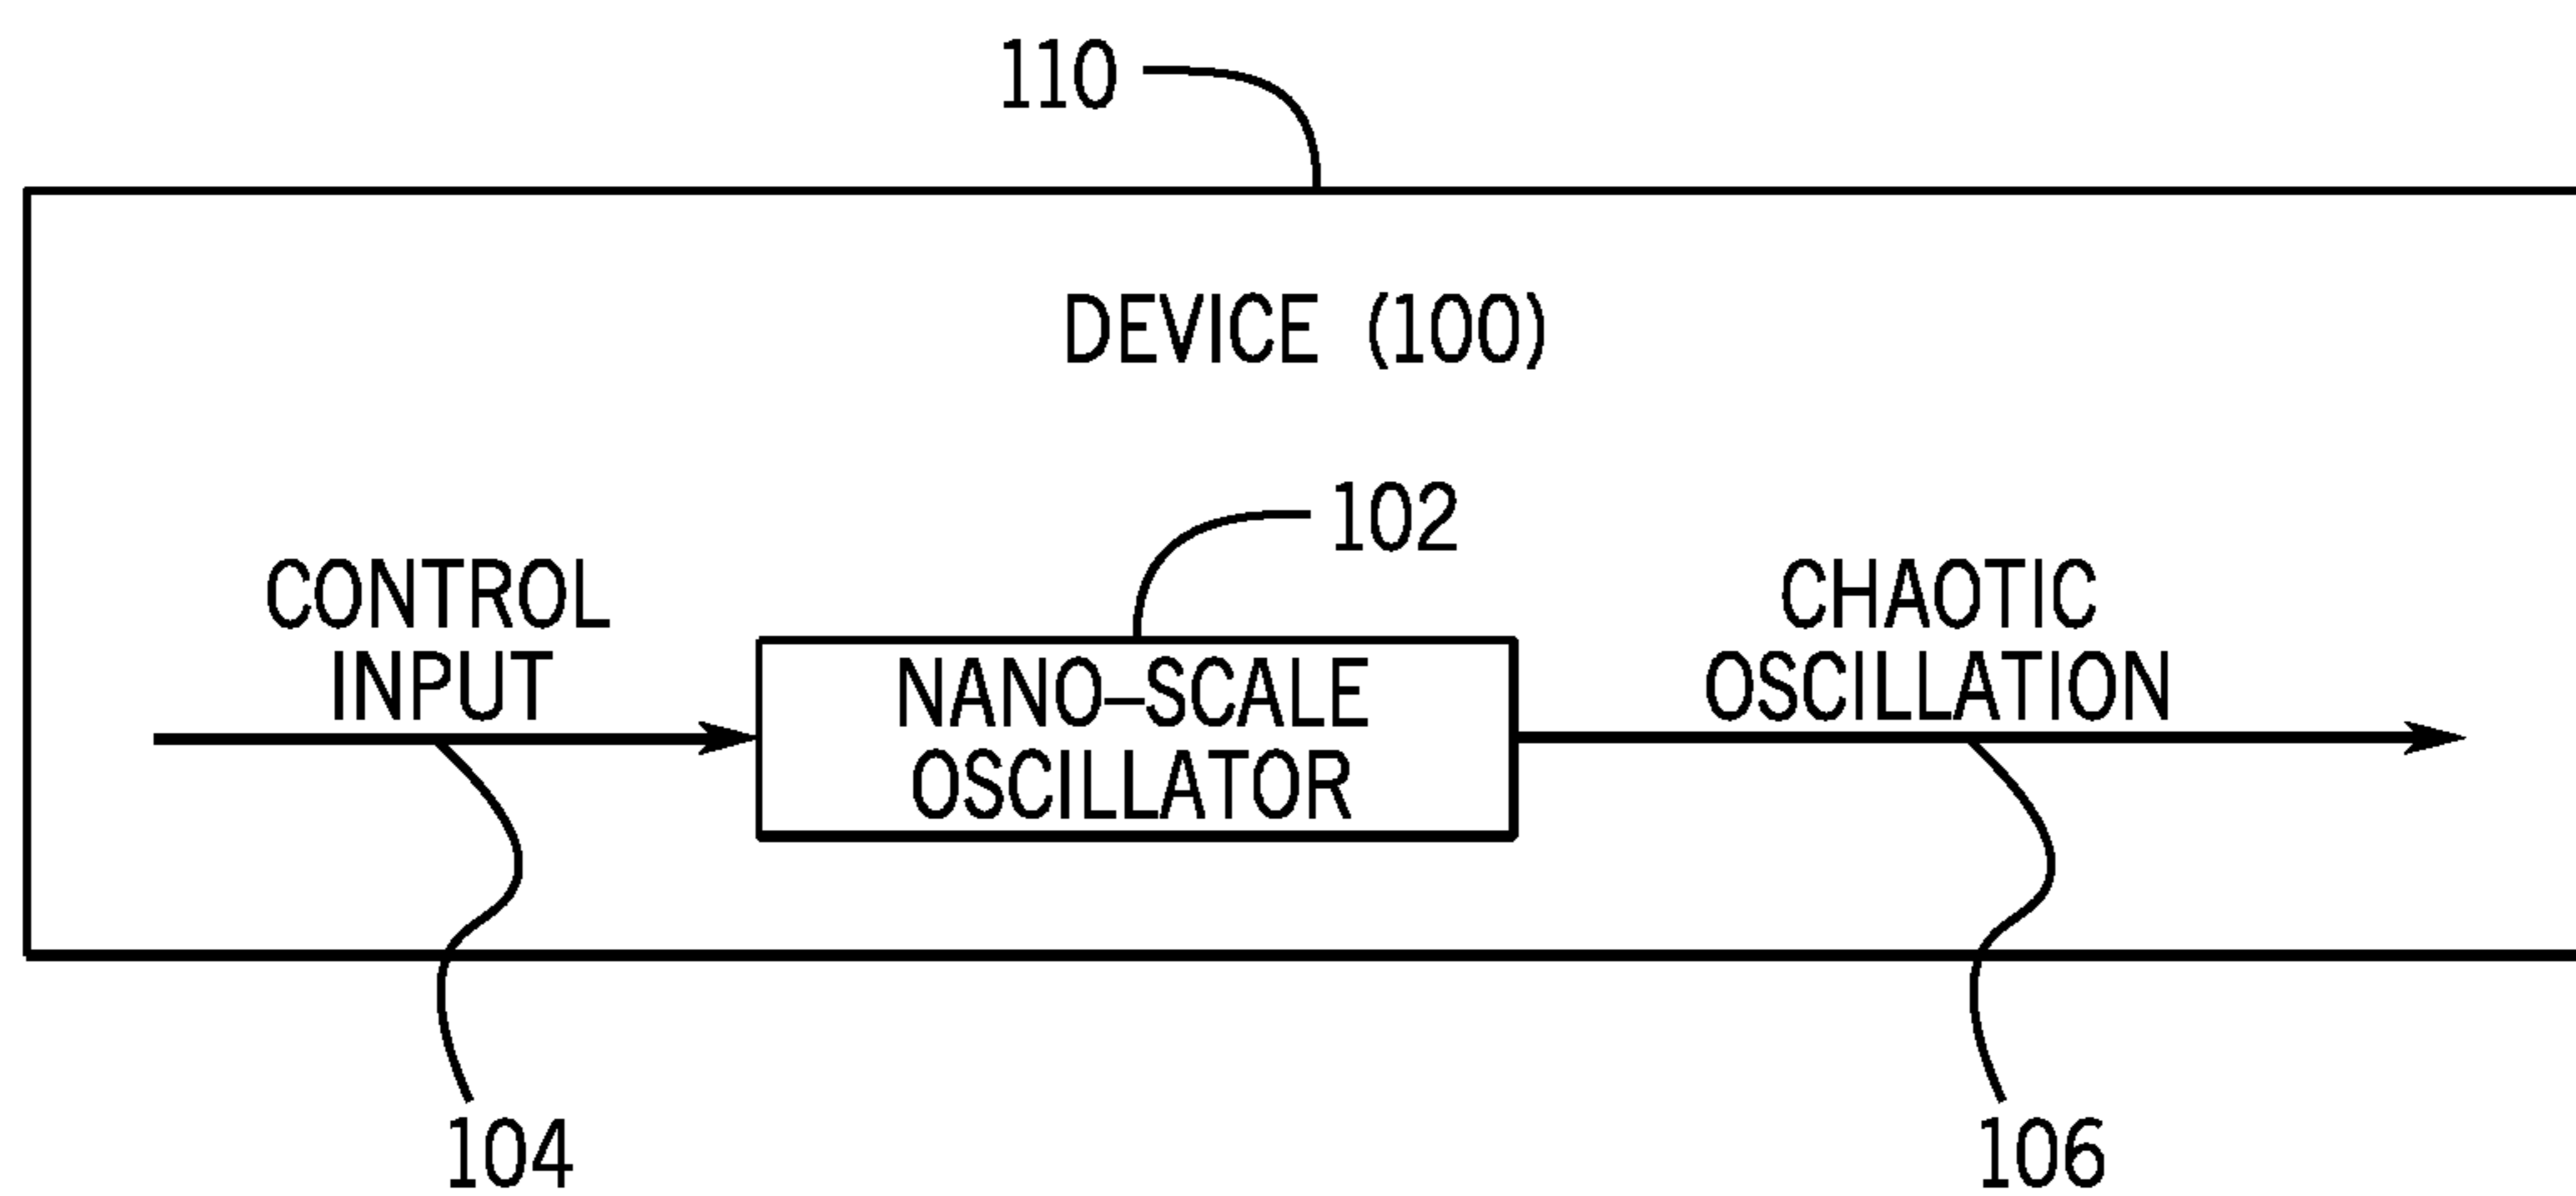 110
DEVICE (100)
102
CONTROL
INPUT
NANO–SCALE
OSCILLATOR
CHAOTIC
OSCILLATION
104
106